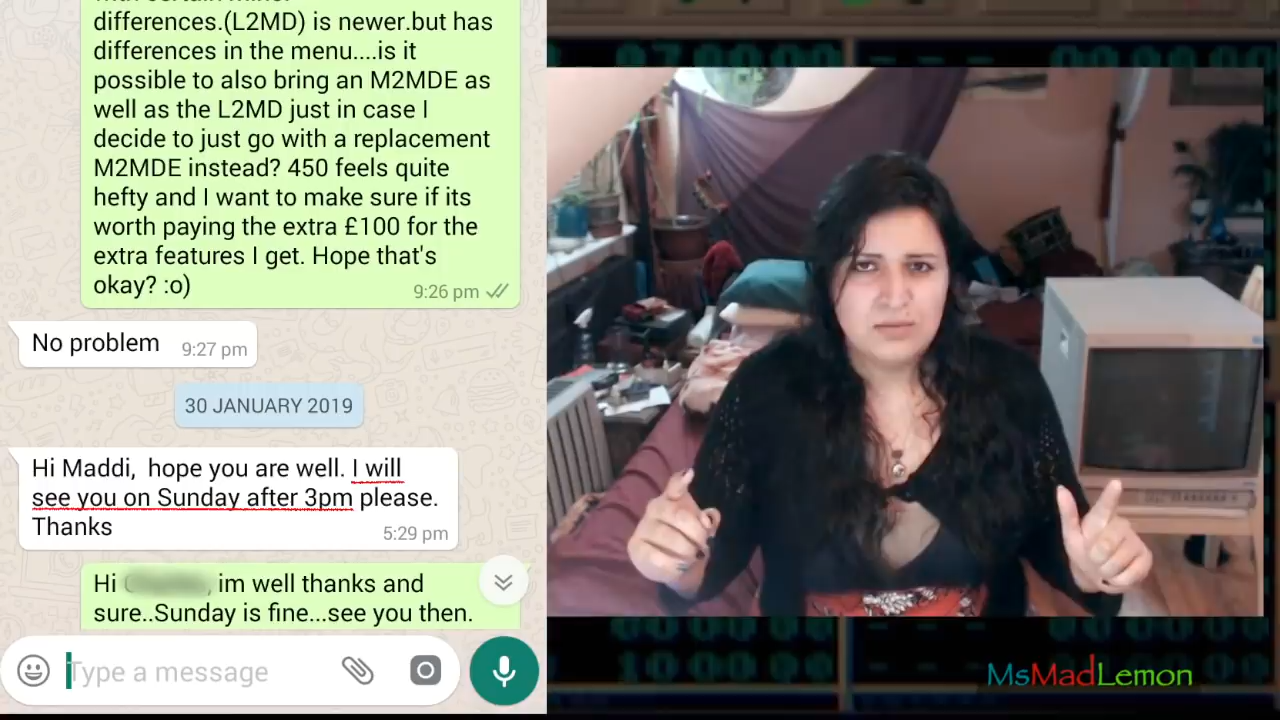 differences.(L2MD) is newer.but has
differences in the menu....is it
possible to also bring an M2MDE as
well as the L2MD just in case I
decide to just go with a replacement
M2MDE instead? 450 feels quite
hefty and I want to make sure if its
worth paying the extra £100 for the
extra features I get. Hope that's
okay? :o)
9:26 pm
No problem 9:27 pm
30 JANUARY 2019
Hi Maddi, hope you are well. I will
see you on Sunday after 3pm please.
Thanks
5:29 pm
Hi , im well thanks and
sure..Sunday is fine...see you then.
Type a message
MsMadLemon